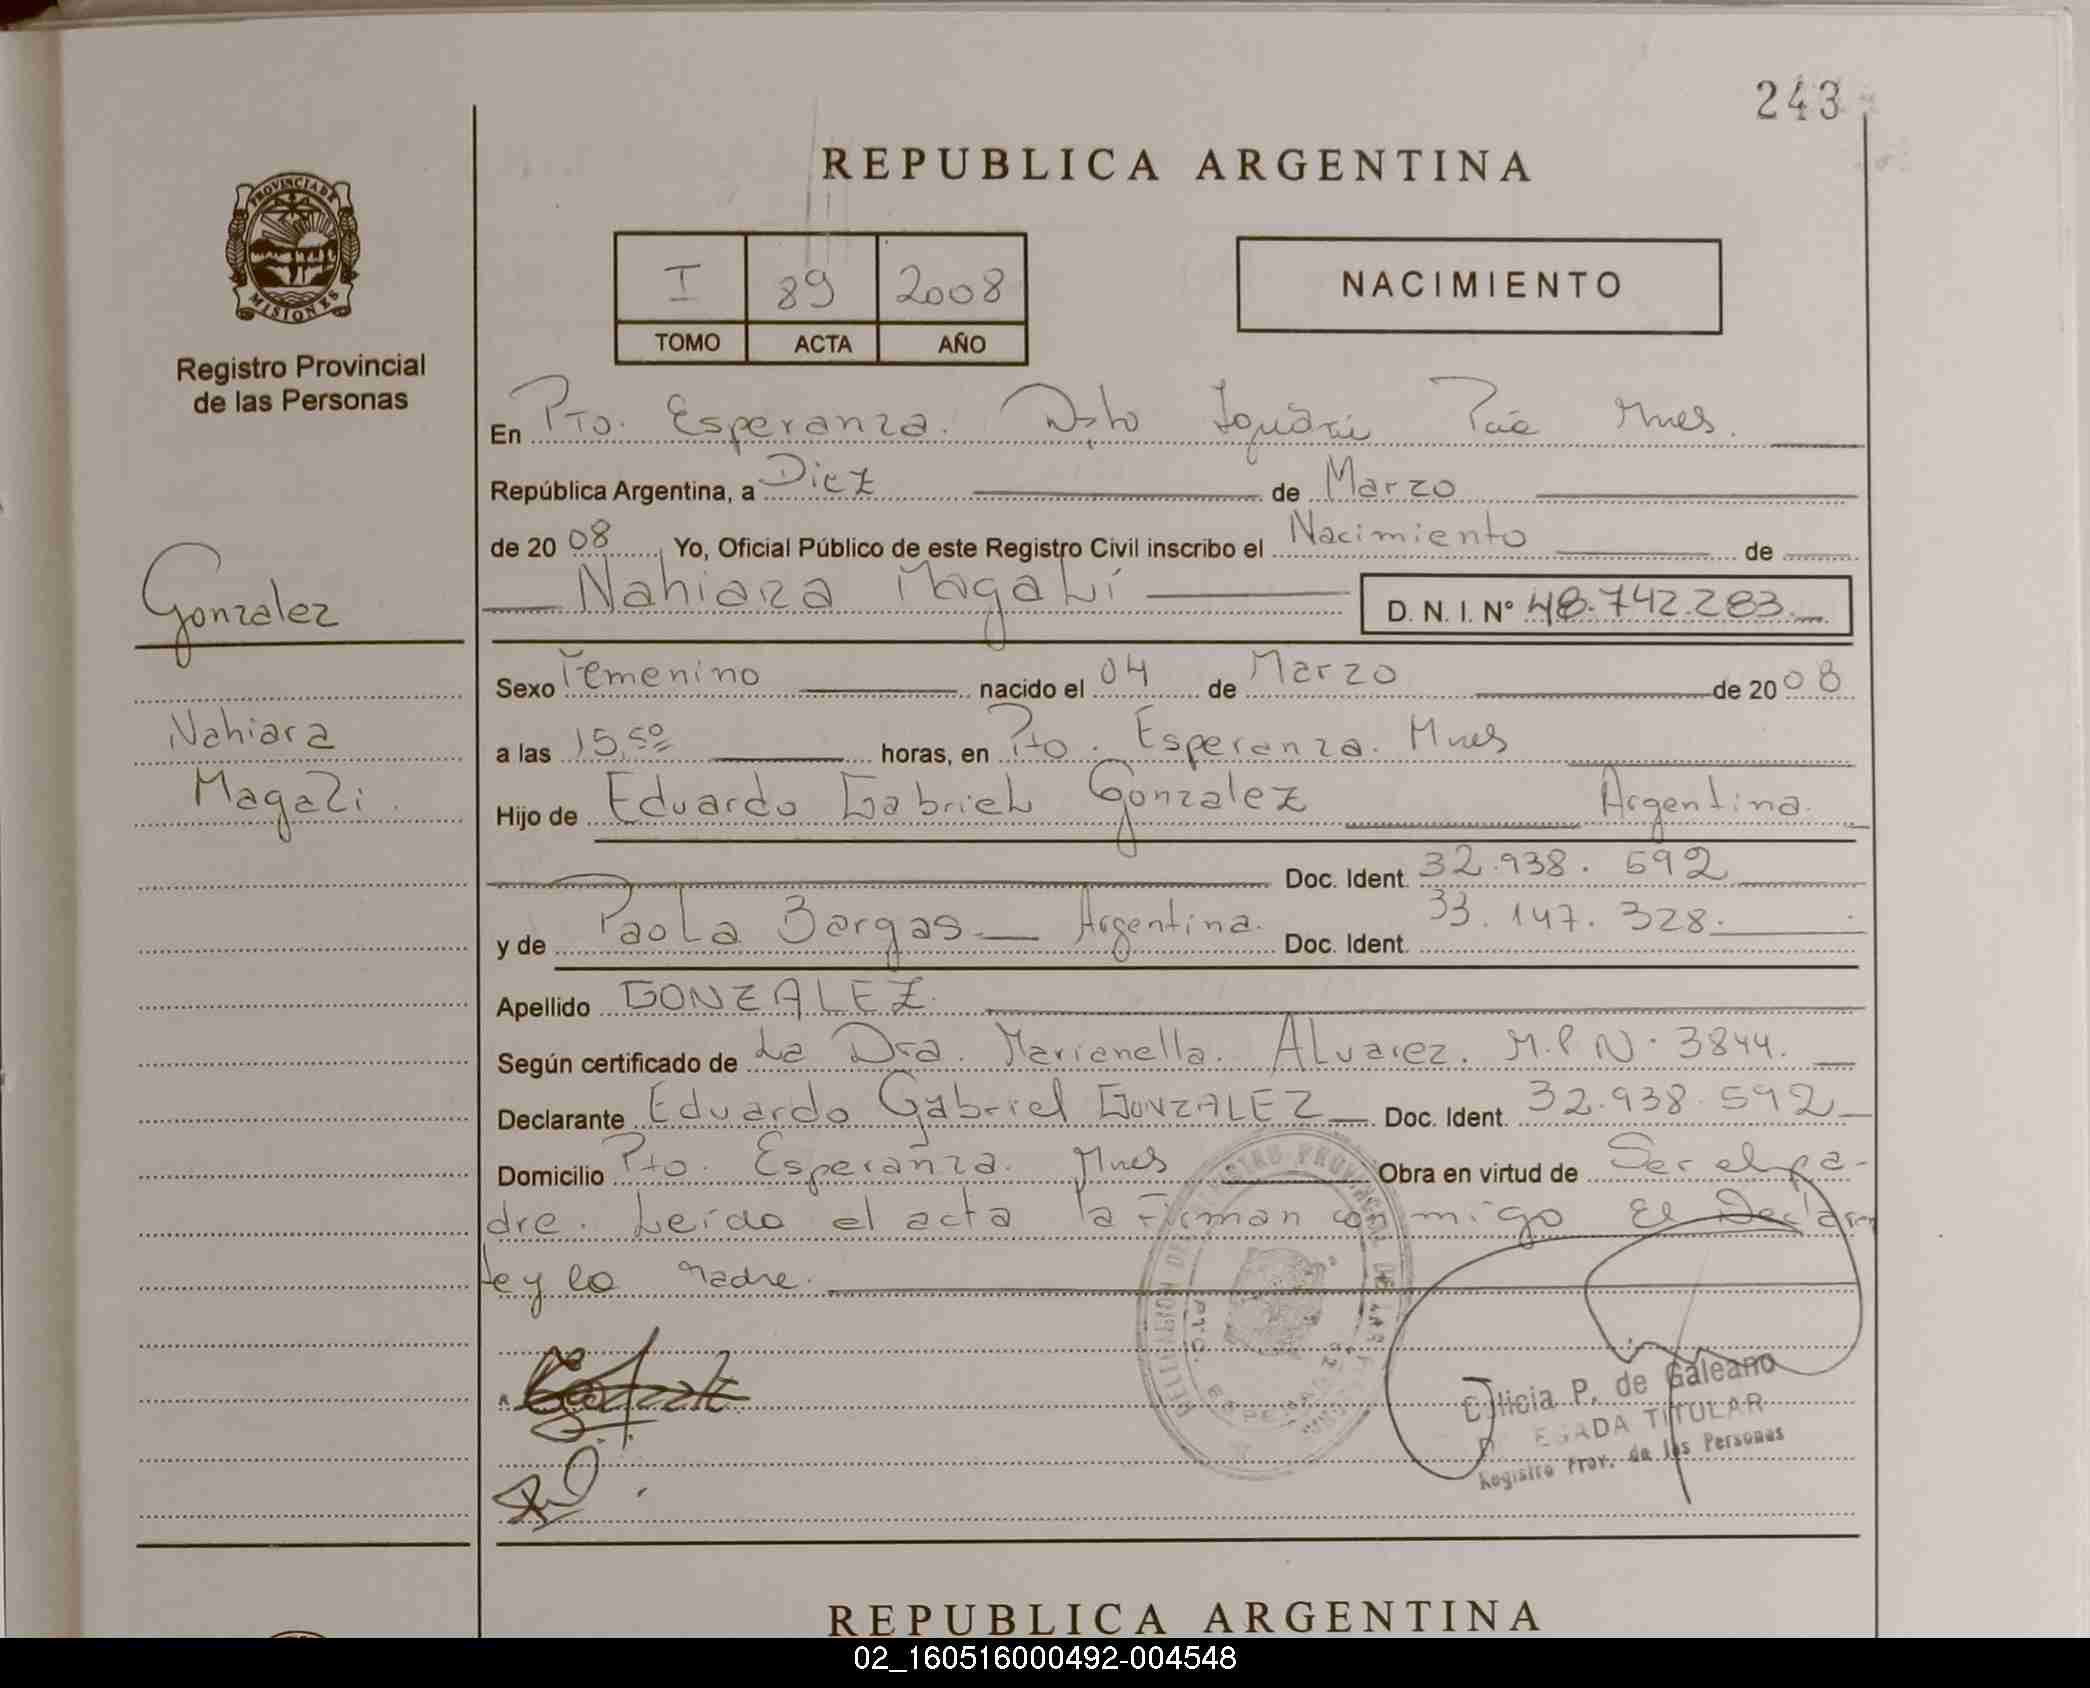 243
REPUBLICA ARGENTINA
PROVINCIA DE
MISIONES
Registro Provincial
de las Personas
I 89 2008
TOMO ACTA AÑO
NACIMIENTO
En Pto. Esperanza. Dpto Iguazú Pcia Mnes.
República Argentina, a Diez de Marzo
de 2008 Yo, Oficial Público de este Registro Civil inscribo el Nacimiento de
Nahiara Magalí
D. N. I. Nº 48.742.283.
Gonzalez
Nahiara
Magali.
Sexo Femenino nacido el 04 de Marzo de 2008
a las 15,50 horas, en Pto. Esperanza. Mnes
Hijo de Eduardo Gabriel Gonzalez Argentina.
Doc. Ident. 32.938.592
y de Paola Bargas Argentina. Doc. Ident. 33.147.328.
Apellido GONZALEZ.
Según certificado de La Dra. Marianella. Alvarez. M.P N. 3844.
Declarante Eduardo Gabriel GONZALEZ Doc. Ident. 32.938.592
Domicilio Pto. Esperanza. Mnes Obra en virtud de Ser el pa-
dre. Leído el acta la Firman con migo El Declaran
te y la Madre.
P. de Galeano
TITULAR
Registro Prov. de las Personas
REPUBLICA ARGENTINA
02_160516000492-004548